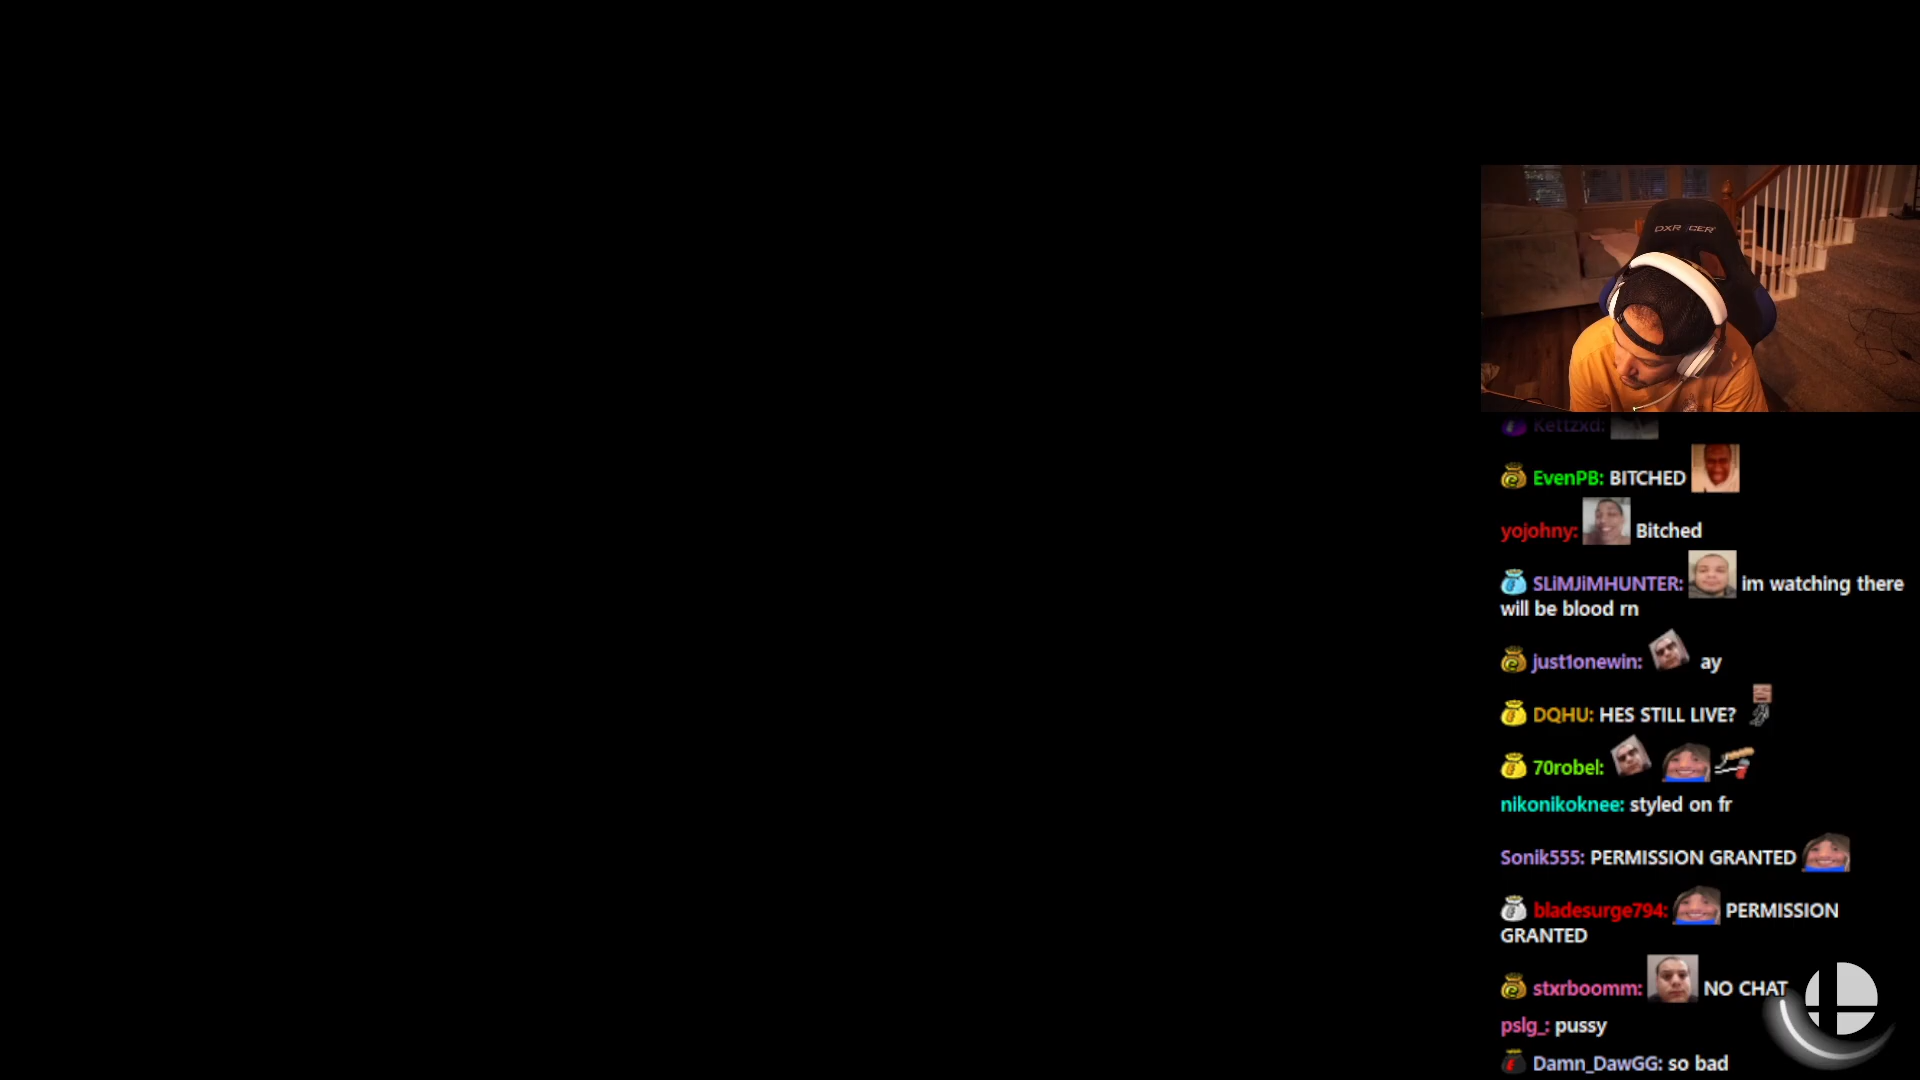 DXRACER
Kettzxd:
EvenPB: BITCHED
yojohny: Bitched
SLiMJiMHUNTER: im watching there
will be blood rn
just1onewin: ay
DQHU: HES STILL LIVE?
70robel:
nikonikoknee: styled on fr
Sonik555: PERMISSION GRANTED
bladesurge794: PERMISSION
GRANTED
stxrboomm: NO CHAT
pslg_: pussy
Damn_DawGG: so bad